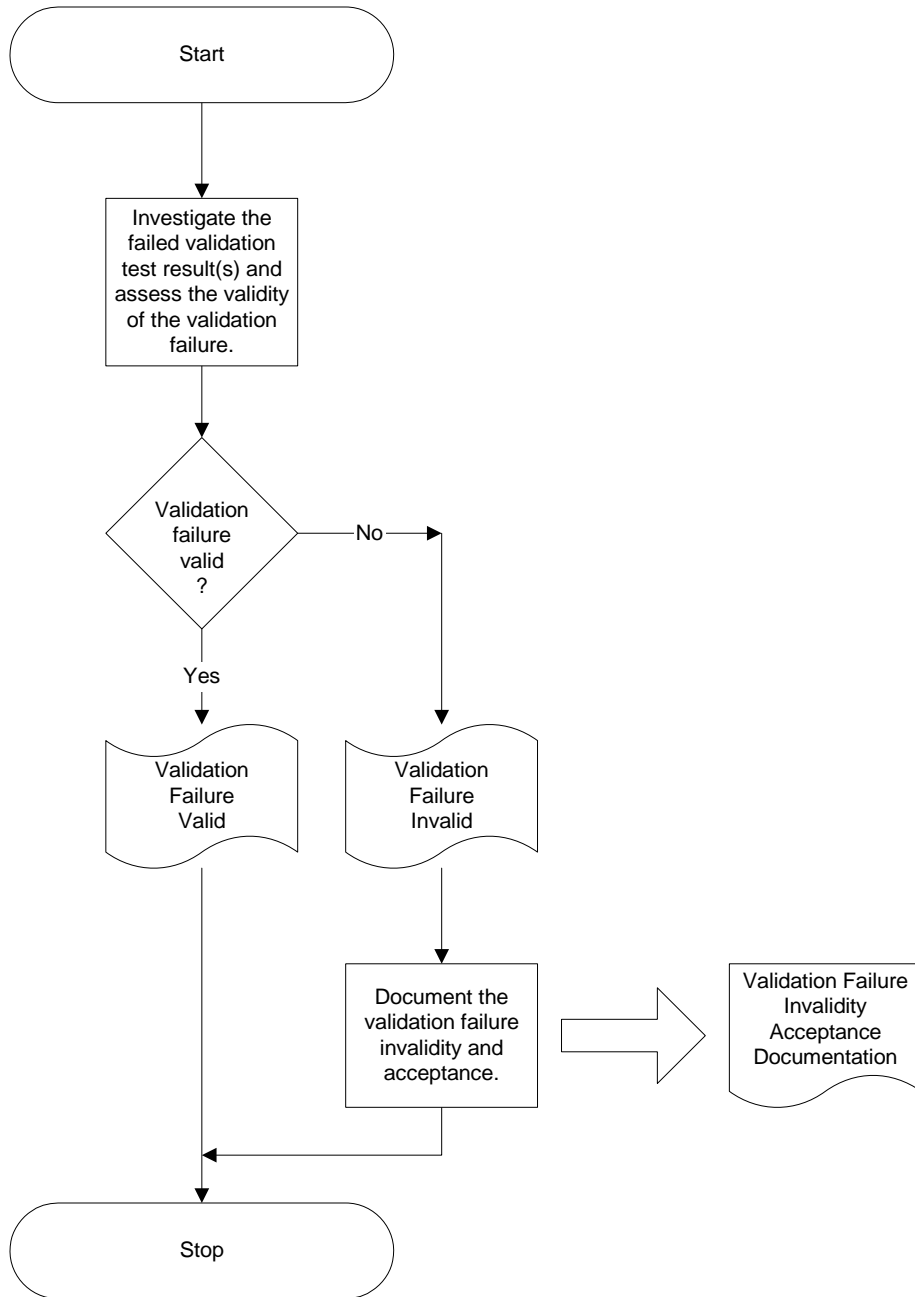 Start
Investigate the
failed validation
test result(s) and
assess the validity
of the validation
failure.
Validation
failure
valid
?
No
Yes
Validation
Failure
Valid
Validation
Failure
Invalid
Document the
validation failure
invalidity and
acceptance.
Validation Failure
Invalidity
Acceptance
Documentation
Stop